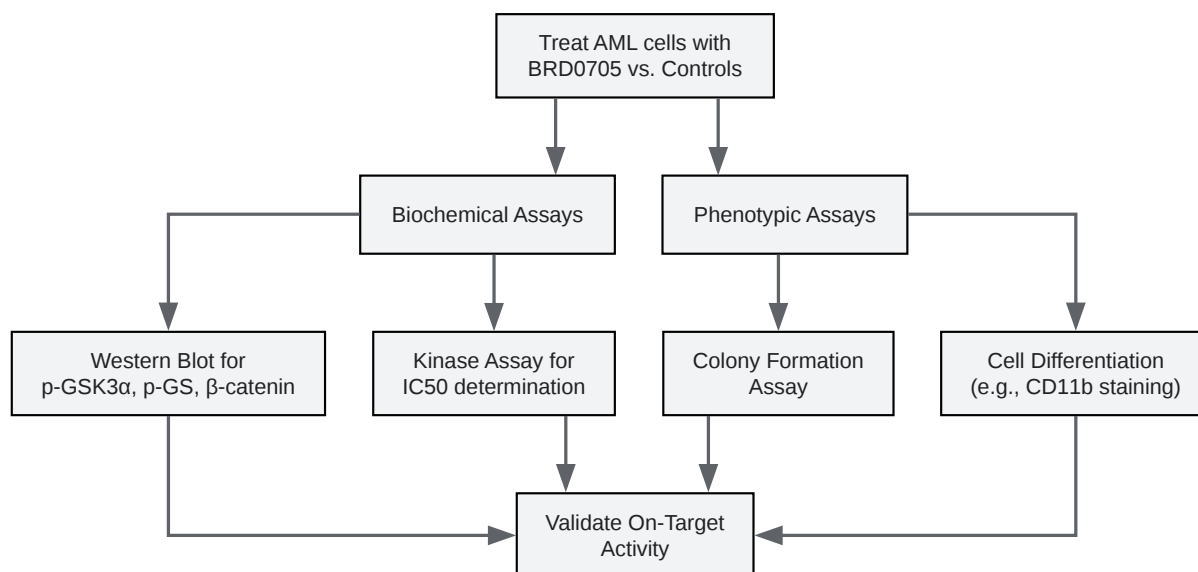 Treat AML cells with
BRD0705 vs. Controls
Biochemical Assays
Phenotypic Assays
Western Blot for
p-GSK3α, p-GS, β-catenin
Kinase Assay for
IC50 determination
Colony Formation
Assay
Cell Differentiation
(e.g., CD11b staining)
Validate On-Target
Activity